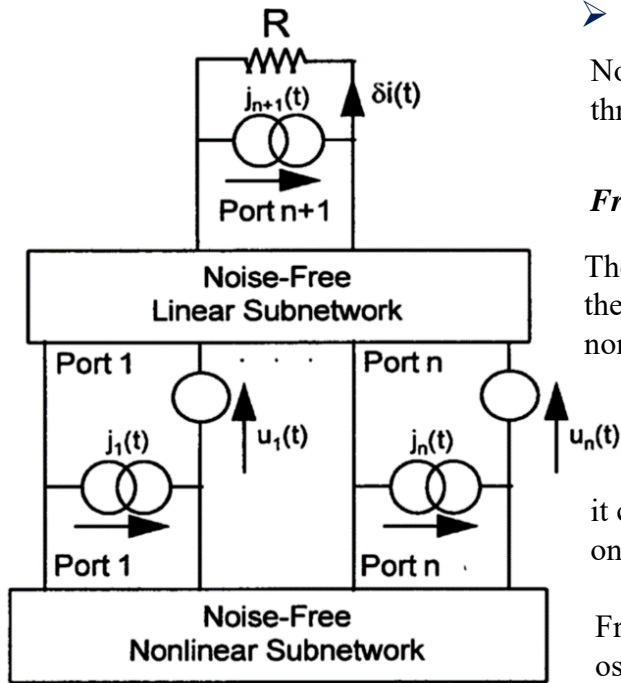 ➢
R
No
j_{n+1}(t)
δi(t)
thr
Port n+1
Fr
Noise-Free
Linear Subnetwork
The
the
nor
Port 1
. . .
Port n
j_1(t)
u_1(t)
j_n(t)
u_n(t)
Port 1
Port n
it c
on
Noise-Free
Nonlinear Subnetwork
Fr
os